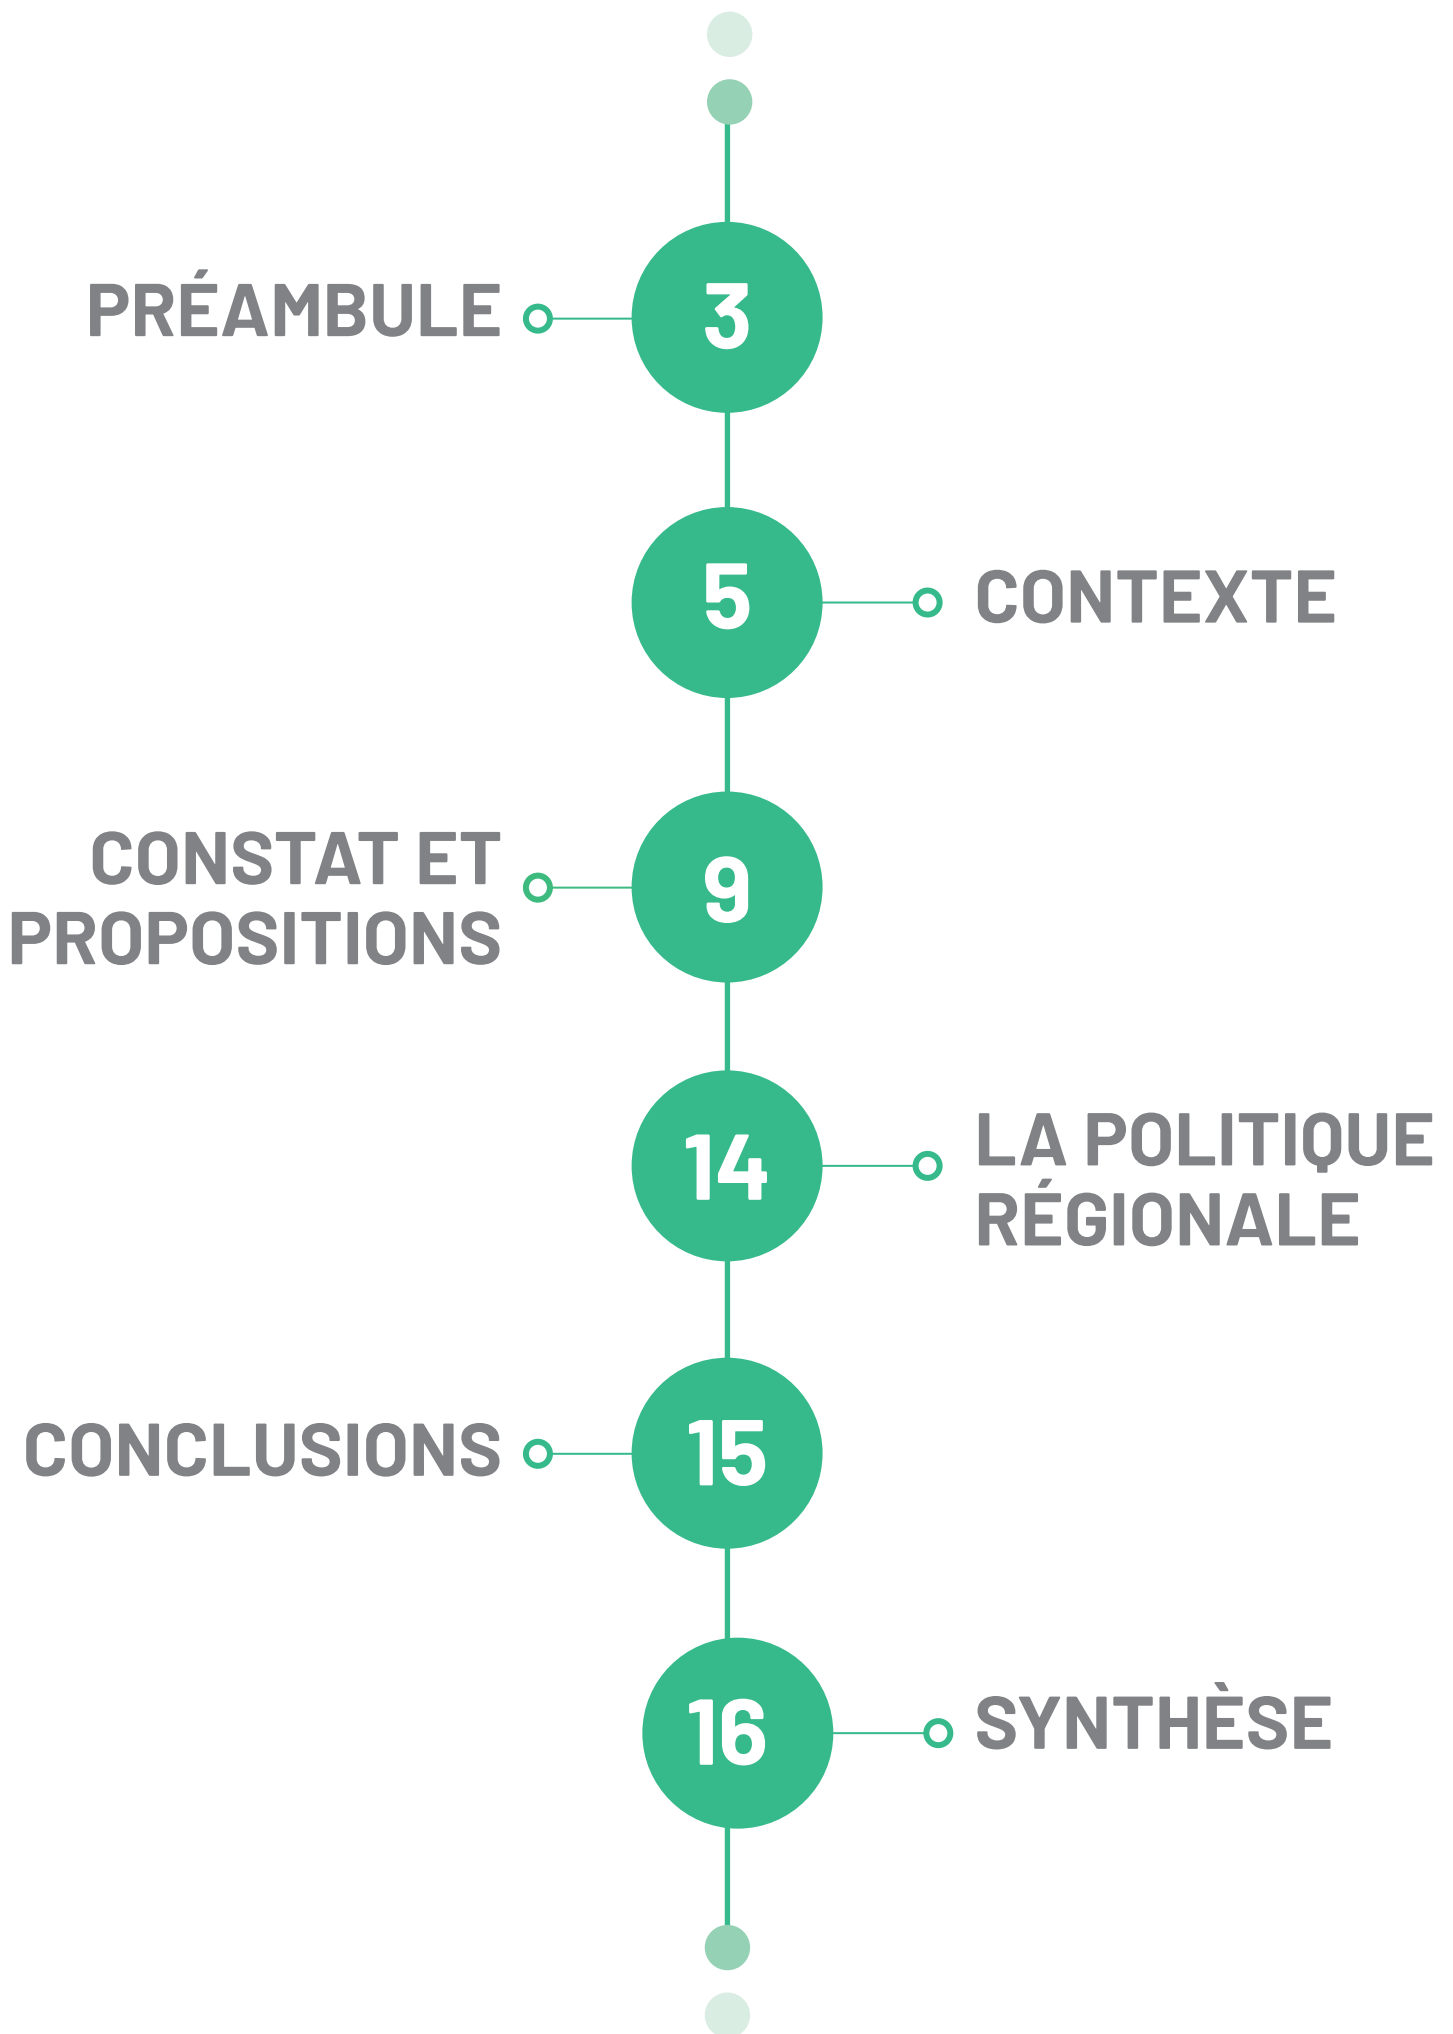 PRÉAMBULE
3
5
CONTEXTE
CONSTAT ET
PROPOSITIONS
9
14
LA POLITIQUE
RÉGIONALE
CONCLUSIONS
15
16
SYNTHÈSE